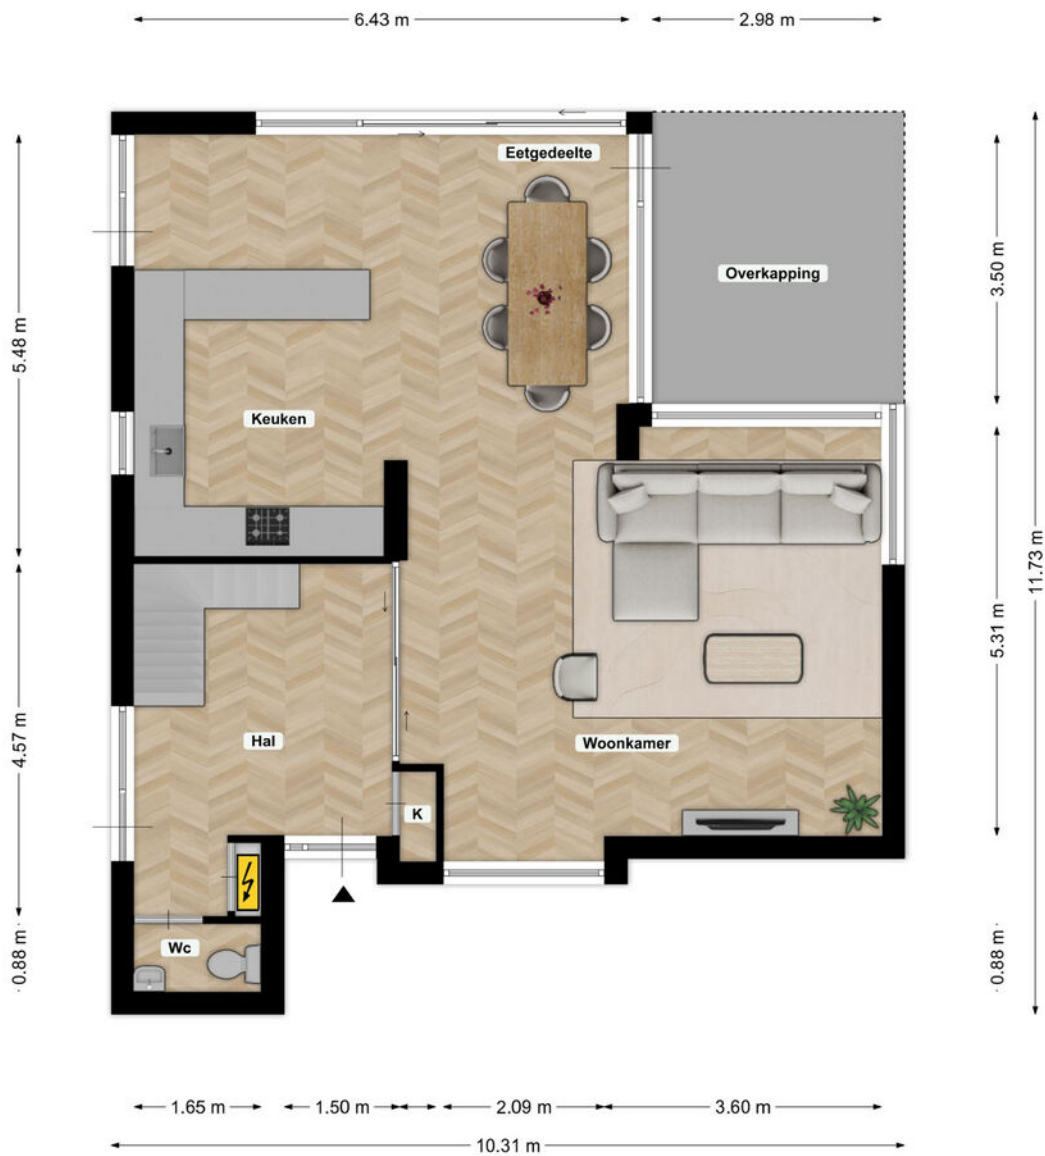 6.43 m
2.98 m
Eetgedeelte
Overkapping
3.50 m
5.48 m
Keuken
11.73 m
5.31 m
4.57 m
Hal
Woonkamer
K
Wc
0.88 m
0.88 m
1.65 m
1.50 m
2.09 m
3.60 m
10.31 m